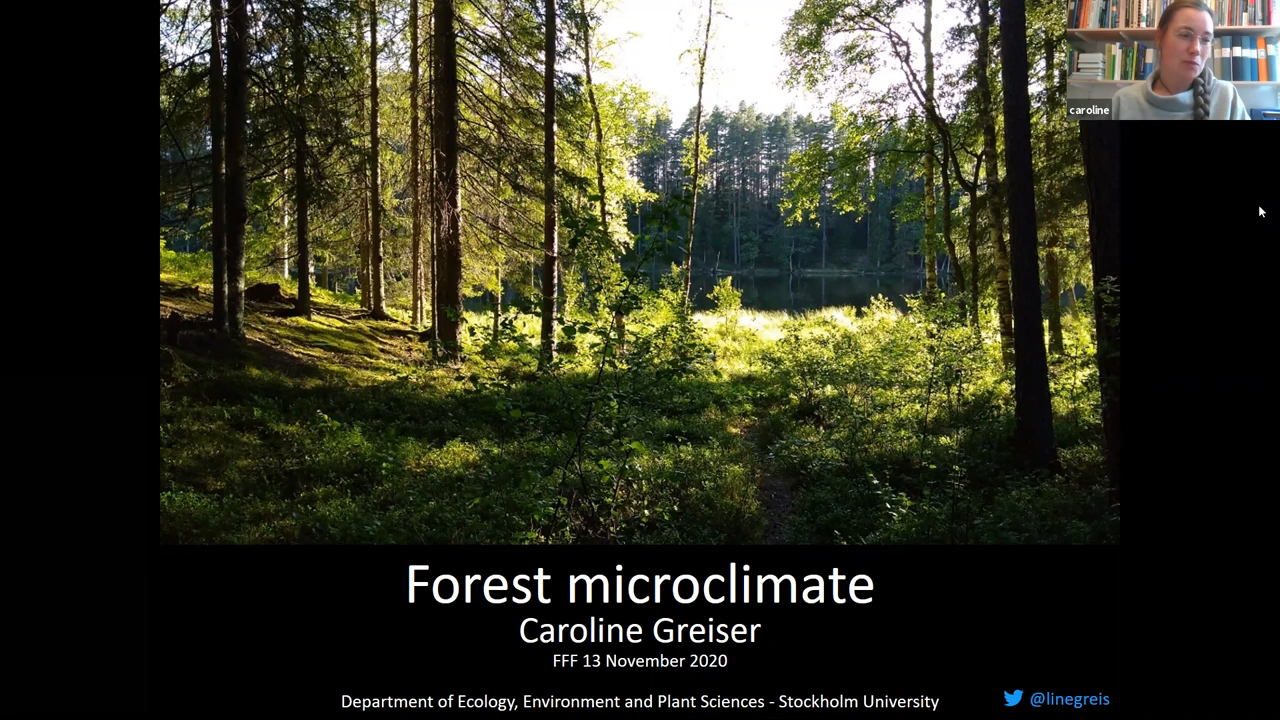 caroline
Forest microclimate
Caroline Greiser
FFF 13 November 2020
Department of Ecology, Environment and Plant Sciences - Stockholm University
@linegreis